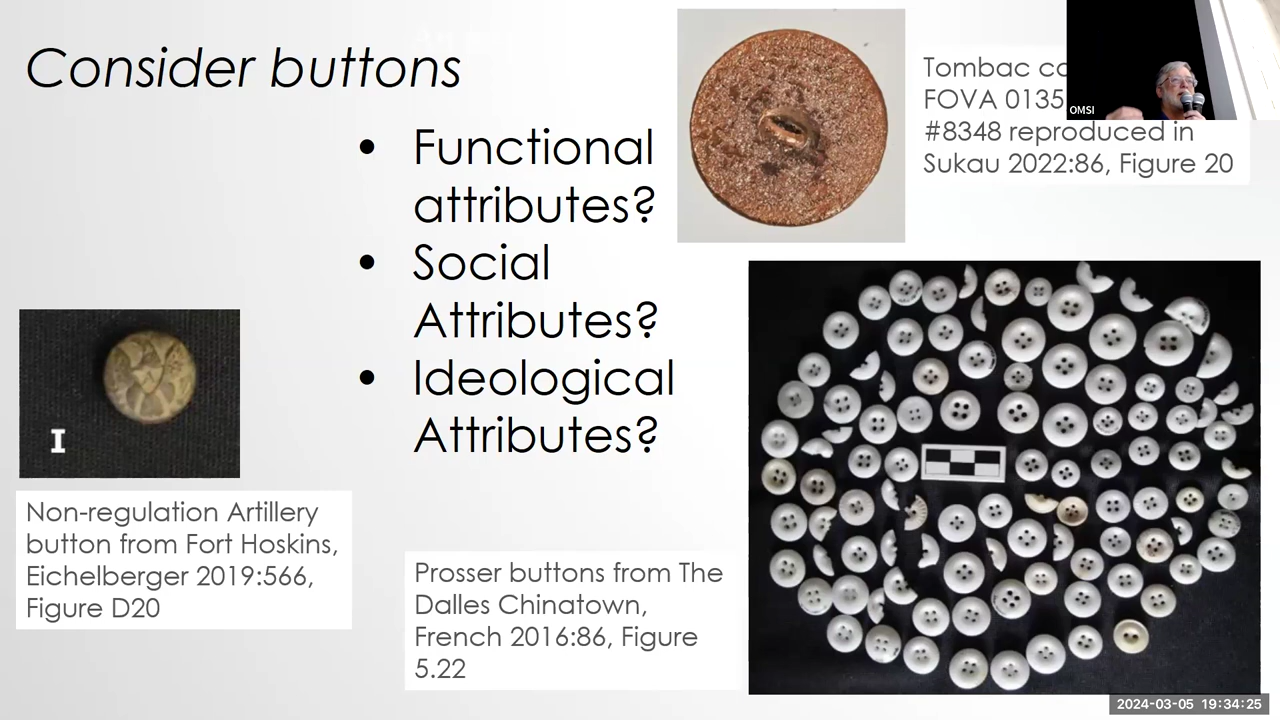 Consider buttons
• Functional
attributes?
• Social
Attributes?
• Ideological
Attributes?
Tombac
FOVA 0135
#8348 reproduced in
Sukau 2022:86, Figure 20
OMSI
I
Non-regulation Artillery
button from Fort Hoskins,
Eichelberger 2019:566,
Figure D20
Prosser buttons from The
Dalles Chinatown,
French 2016:86, Figure
5.22
2024-03-05 19:34:25